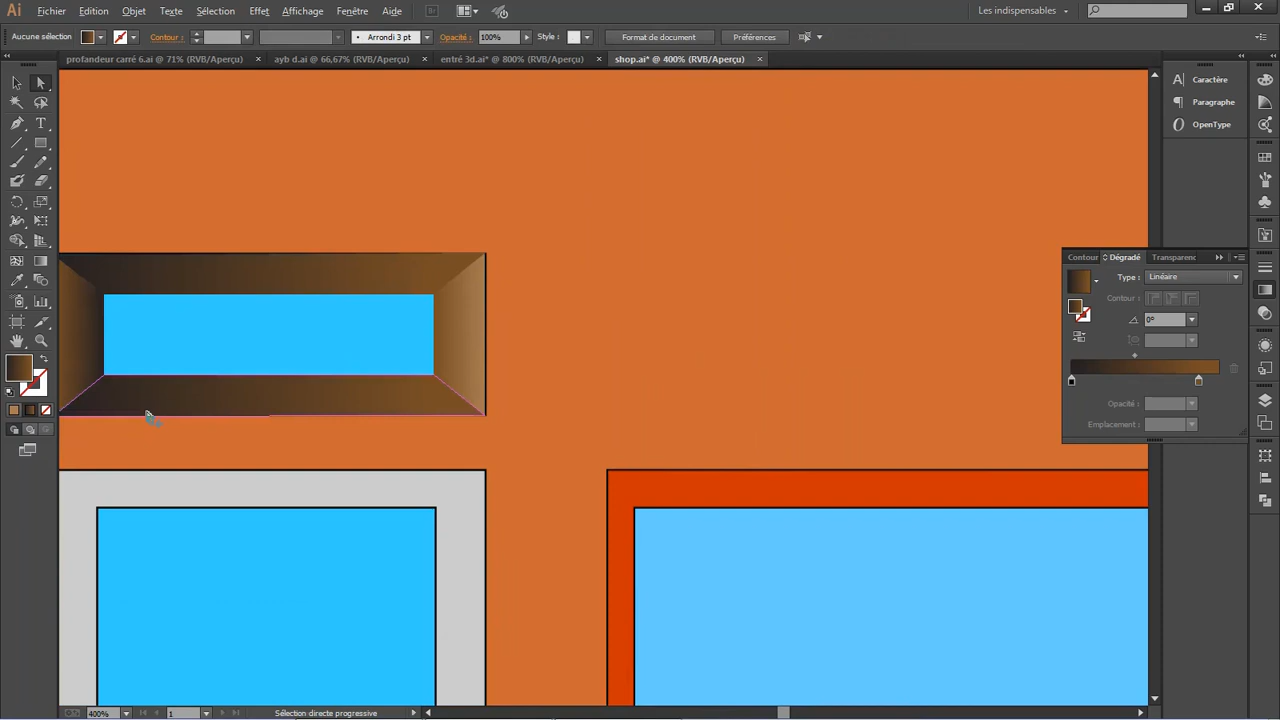 Ai Fichier Edition Objet Texte Sélection Effet Affichage Fenêtre Aide Br Les indispensables
Aucune sélection Contour : Arrondi 3 pt Opacité : 100% Style : Format de document Préférences
profandeur carré 6.ai @ 71% (RVB/Aperçu) × ayb d.ai @ 66,67% (RVB/Aperçu) × entré 3d.ai* @ 800% (RVB/Aperçu) × shop.ai* @ 400% (RVB/Aperçu) ×
Caractère
Paragraphe
OpenType
Contour Dégradé Transparenc
Type : Linéaire
Contour :
0°
Opacité :
Emplacement :
400% 1 Sélection directe progressive